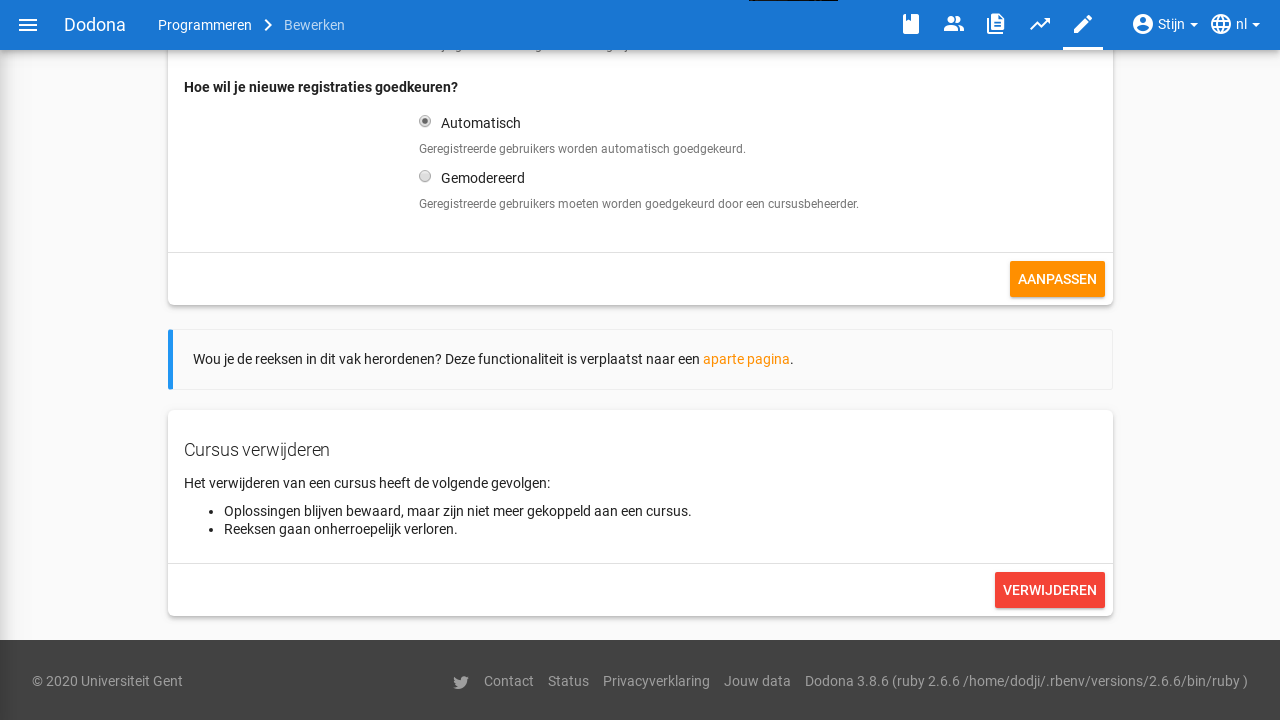 Dodona Programmeren Bewerken Stijn nl
Hoe wil je nieuwe registraties goedkeuren?
Automatisch
Geregistreerde gebruikers worden automatisch goedgekeurd.
Gemodereerd
Geregistreerde gebruikers moeten worden goedgekeurd door een cursusbeheerder.
AANPASSEN
Wou je de reeksen in dit vak herordenen? Deze functionaliteit is verplaatst naar een aparte pagina.
Cursus verwijderen
Het verwijderen van een cursus heeft de volgende gevolgen:
Oplossingen blijven bewaard, maar zijn niet meer gekoppeld aan een cursus.
Reeksen gaan onherroepelijk verloren.
VERWIJDEREN
© 2020 Universiteit Gent Contact Status Privacyverklaring Jouw data Dodona 3.8.6 (ruby 2.6.6 /home/dodji/.rbenv/versions/2.6.6/bin/ruby )